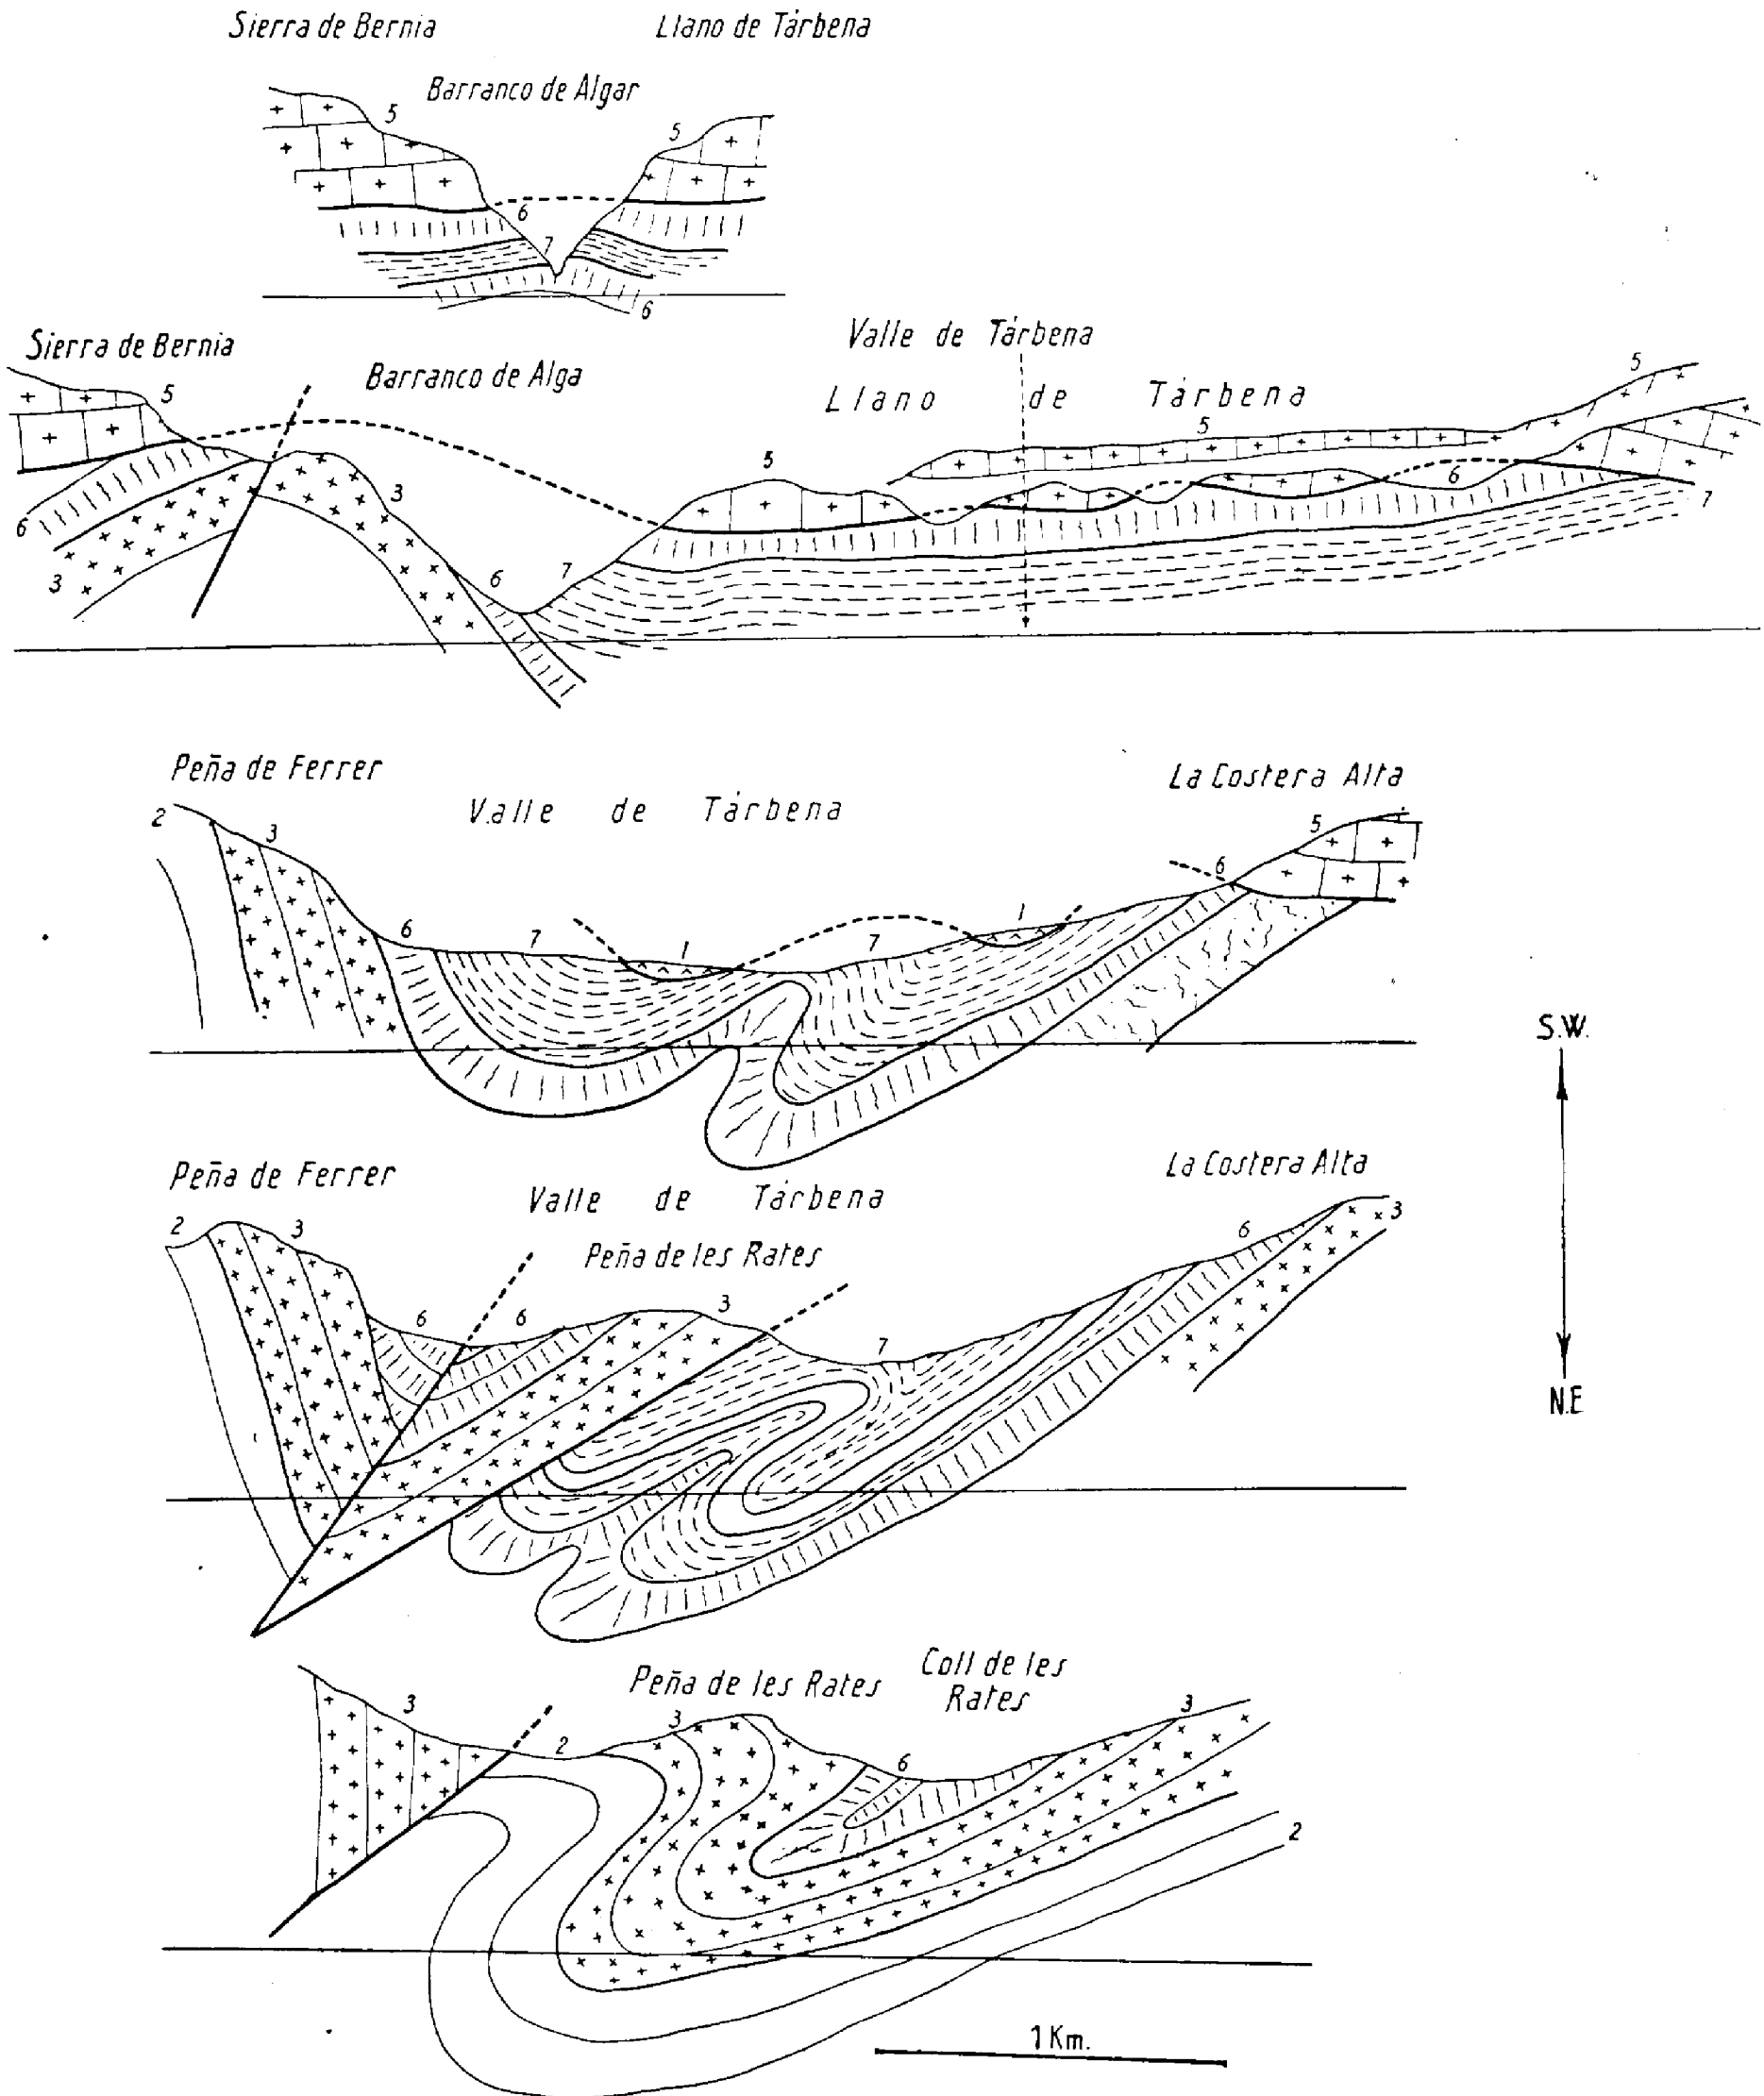 Sierra de Bernia Llano de Tárbena
Barranco de Algar
5 5
6
7
6
Valle de Tárbena
Sierra de Bernia
Barranco de Alga
Llano de Tárbena
5 5 5 5
3 6 7
6 6 7
3
Peña de Ferrer La Costera Alta
Valle de Tárbena
2 3 5
6
6 7 1 7 1
S.W.
N.E
Peña de Ferrer La Costera Alta
Valle de Tárbena
Peña de les Rates
2 3 6 3
6 6 3
7
Peña de les Rates Coll de les
Rates
3 3 3
2 6
2
1 Km.